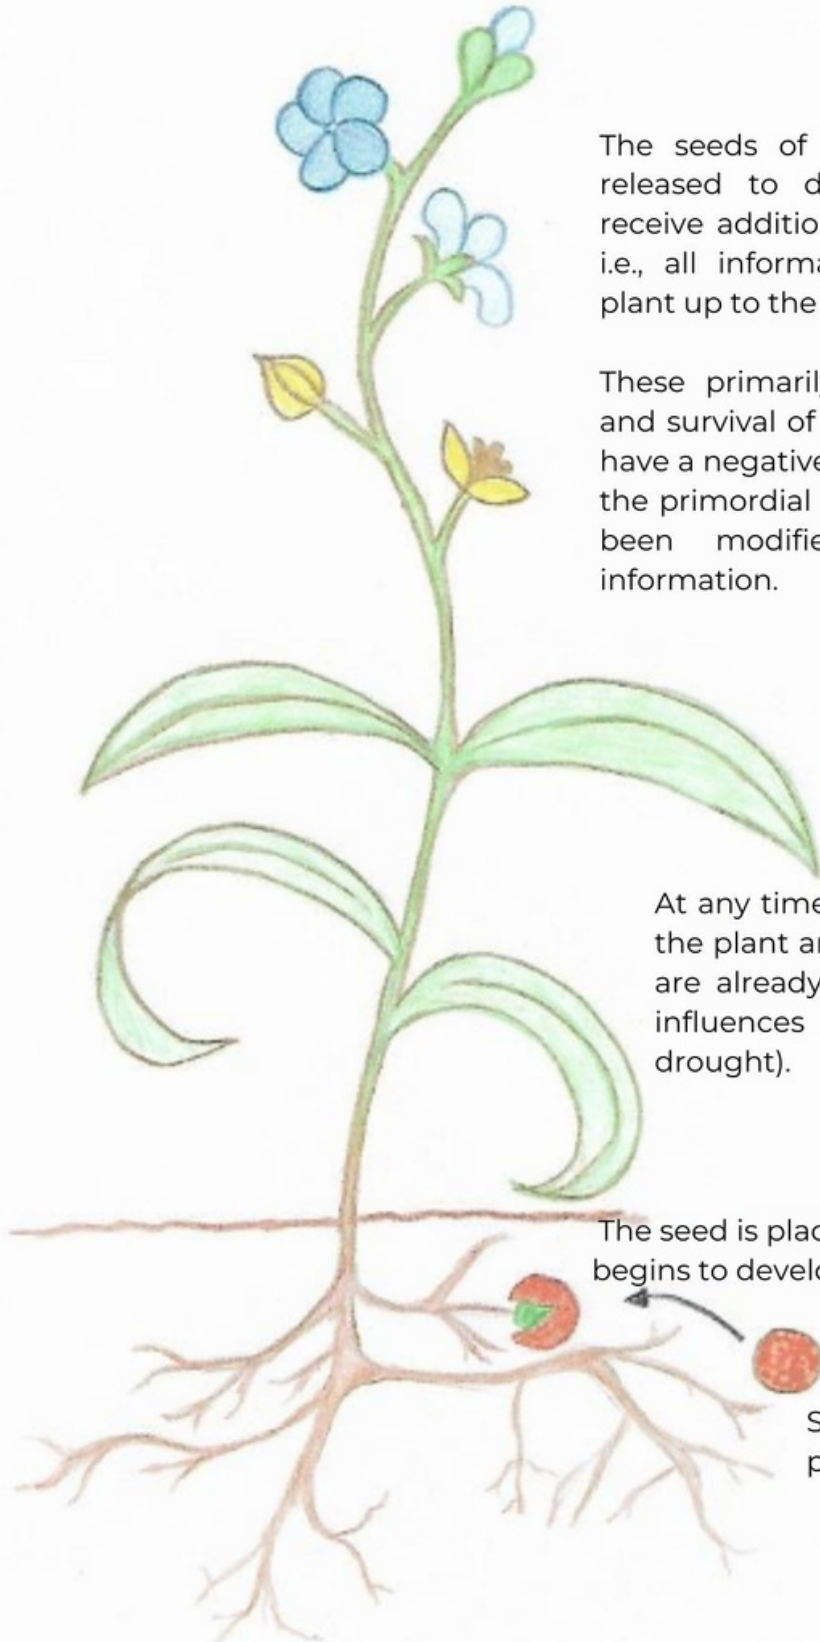 The seeds of
released to d
receive additio
i.e., all informa
plant up to the
These primaril
and survival of
have a negative
the primordial
been modifie
information.
At any time
the plant ar
are already
influences
drought).
The seed is plac
begins to develo
S
p